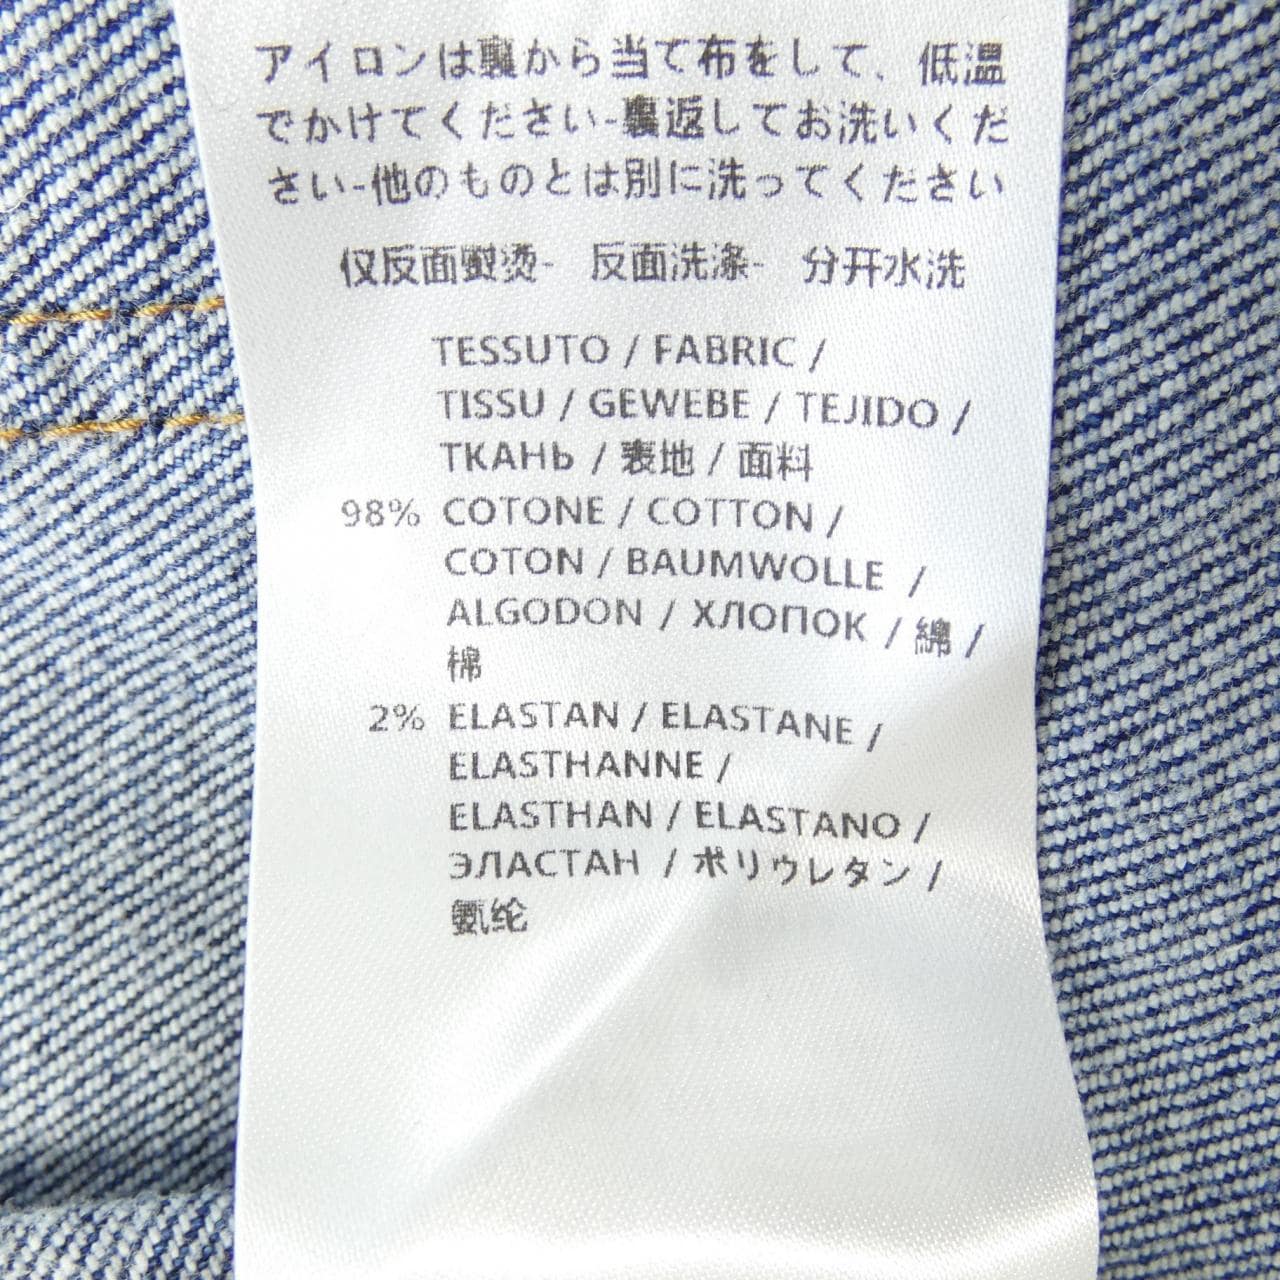 アイロンは裏から当て布をして、低温
でかけてください-裏返してお洗いくだ
さい-他のものとは別に洗ってください
仅反面熨烫- 反面洗涤- 分开水洗
TESSUTO / FABRIC /
TISSU / GEWEBE / TEJIDO /
ТКАНЬ / 表地 / 面料
98% COTONE / COTTON /
COTON / BAUMWOLLE /
ALGODON / ХЛОПОК / 綿 /
棉
2% ELASTAN / ELASTANE /
ELASTHANNE /
ELASTHAN / ELASTANO /
ЭЛАСТАН / ポリウレタン /
氨纶